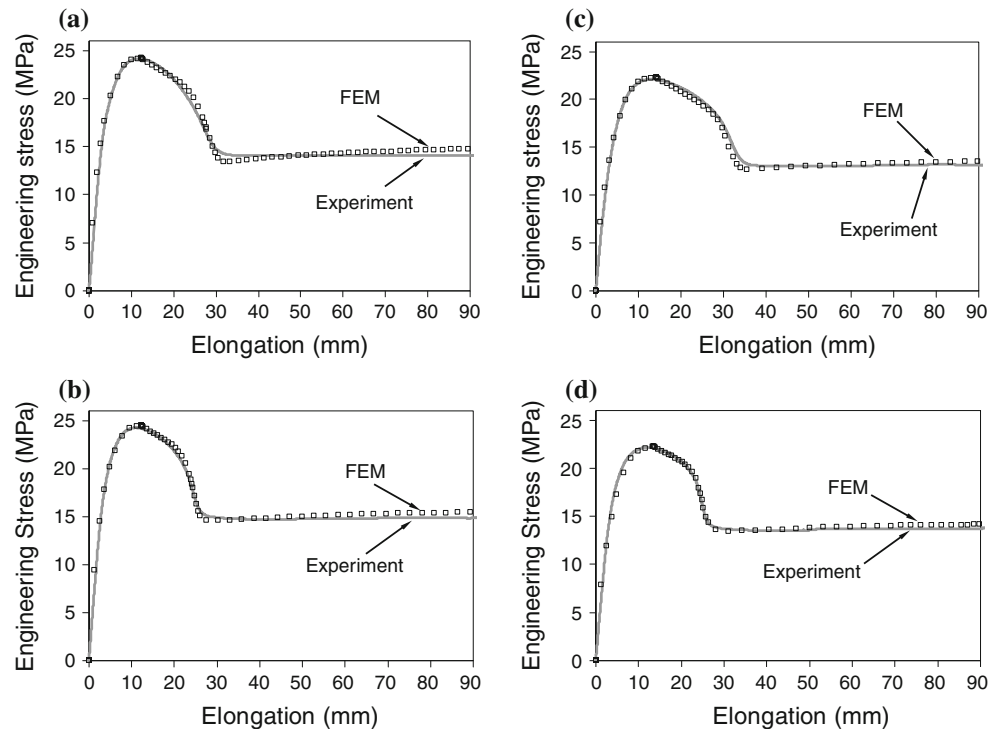 (a)
Engineering stress (MPa)
25
20
15
10
5
0
FEM
Experiment
0 10 20 30 40 50 60 70 80 90
Elongation (mm)
(c)
Engineering stress (MPa)
25
20
15
10
5
0
FEM
Experiment
0 10 20 30 40 50 60 70 80 90
Elongation (mm)
(b)
Engineering Stress (MPa)
25
20
15
10
5
0
FEM
Experiment
0 10 20 30 40 50 60 70 80 90
Elongation (mm)
(d)
Engineering Stress (MPa)
25
20
15
10
5
0
FEM
Experiment
0 10 20 30 40 50 60 70 80 90
Elongation (mm)